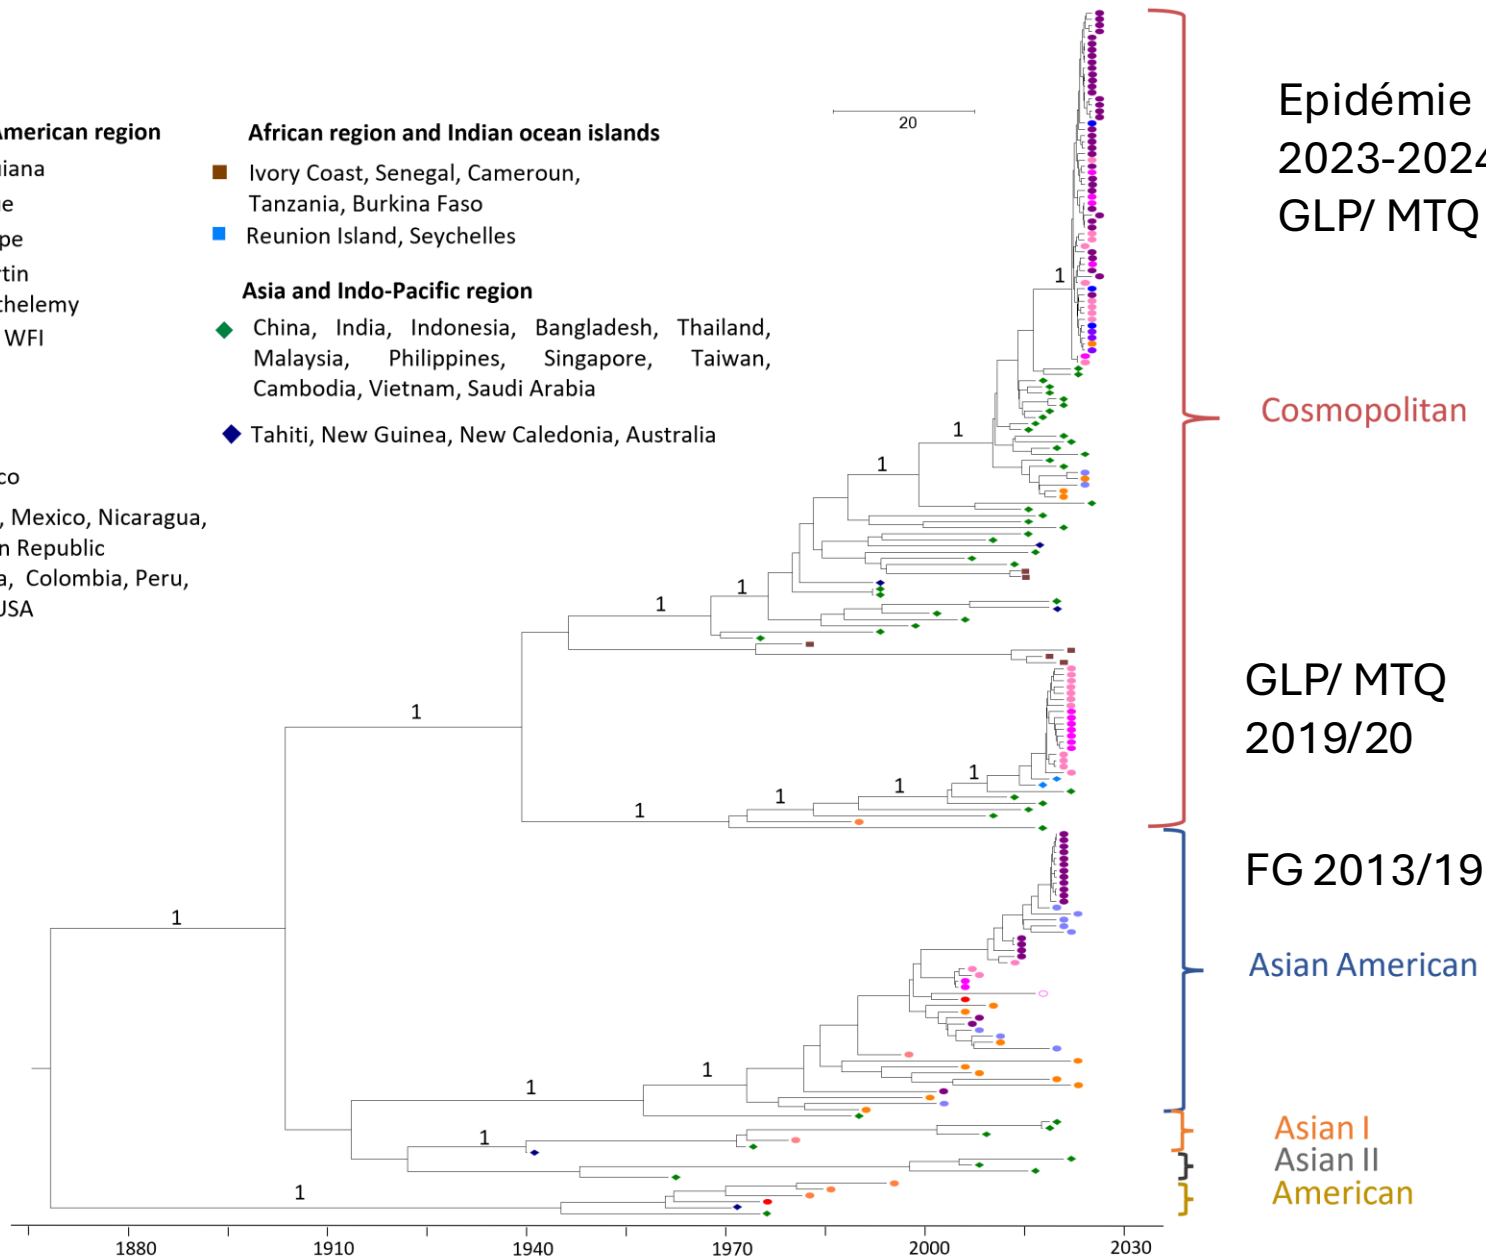 American region
iana
e
pe
rtin
thelemy
WFI
co
, Mexico, Nicaragua,
n Republic
a, Colombia, Peru,
USA
African region and Indian ocean islands
Ivory Coast, Senegal, Cameroun,
Tanzania, Burkina Faso
Reunion Island, Seychelles
Asia and Indo-Pacific region
China, India, Indonesia, Bangladesh, Thailand,
Malaysia, Philippines, Singapore, Taiwan,
Cambodia, Vietnam, Saudi Arabia
Tahiti, New Guinea, New Caledonia, Australia
20
Epidémie
2023-2024
GLP/ MTQ
1
Cosmopolitan
1
1
1
1
GLP/ MTQ
2019/20
1
1
1
1
1
FG 2013/19
1
Asian American
1
1
Asian I
1
Asian II
American
1
1880
1910
1940
1970
2000
2030